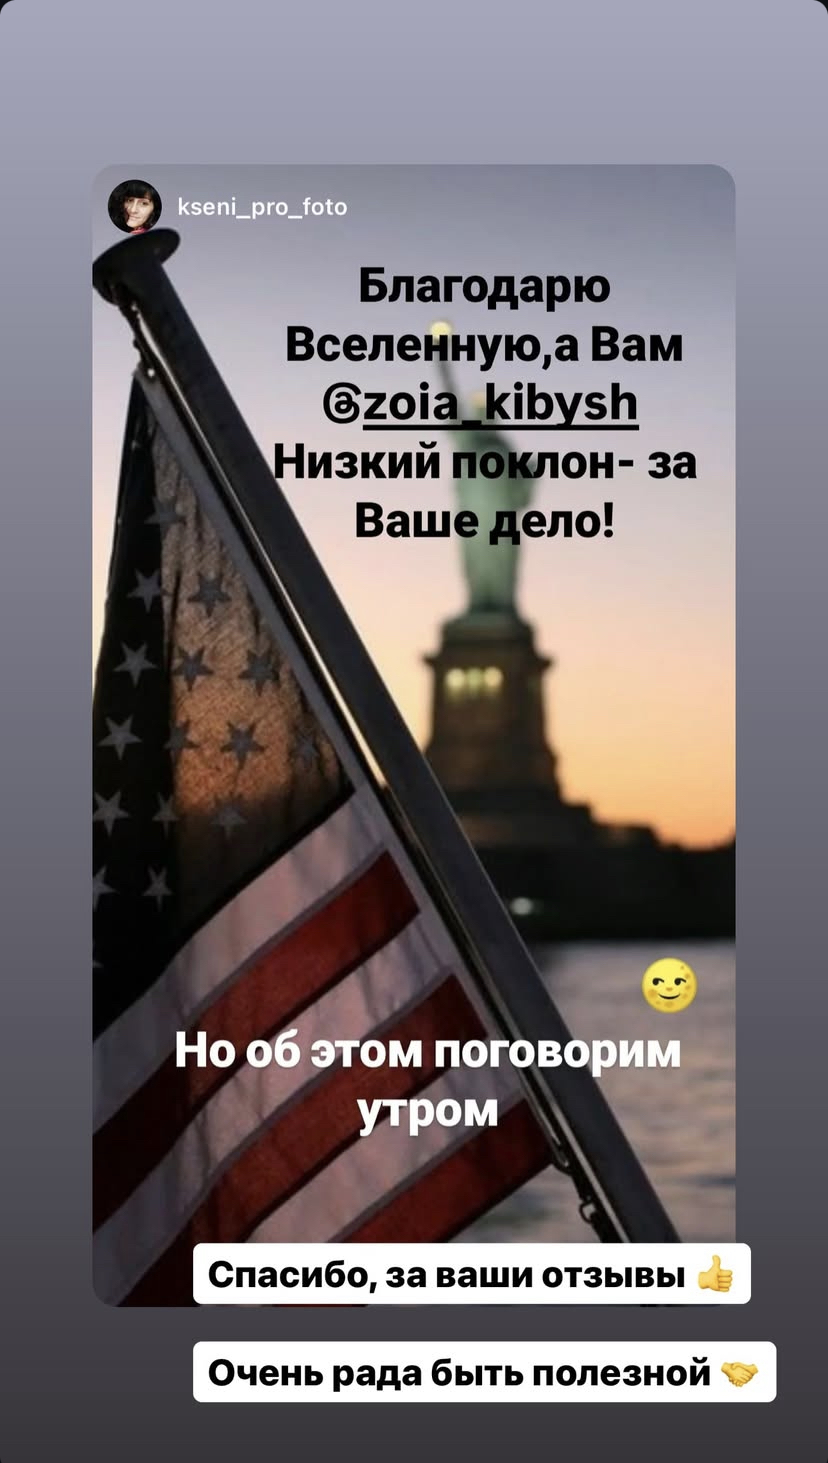 kseni_pro_foto
Благодарю
Вселенную,а Вам
@zoia_kibysh
Низкий поклон- за
Ваше дело!
Но об этом поговорим
утром
Спасибо, за ваши отзывы 👍
Очень рада быть полезной 🤝